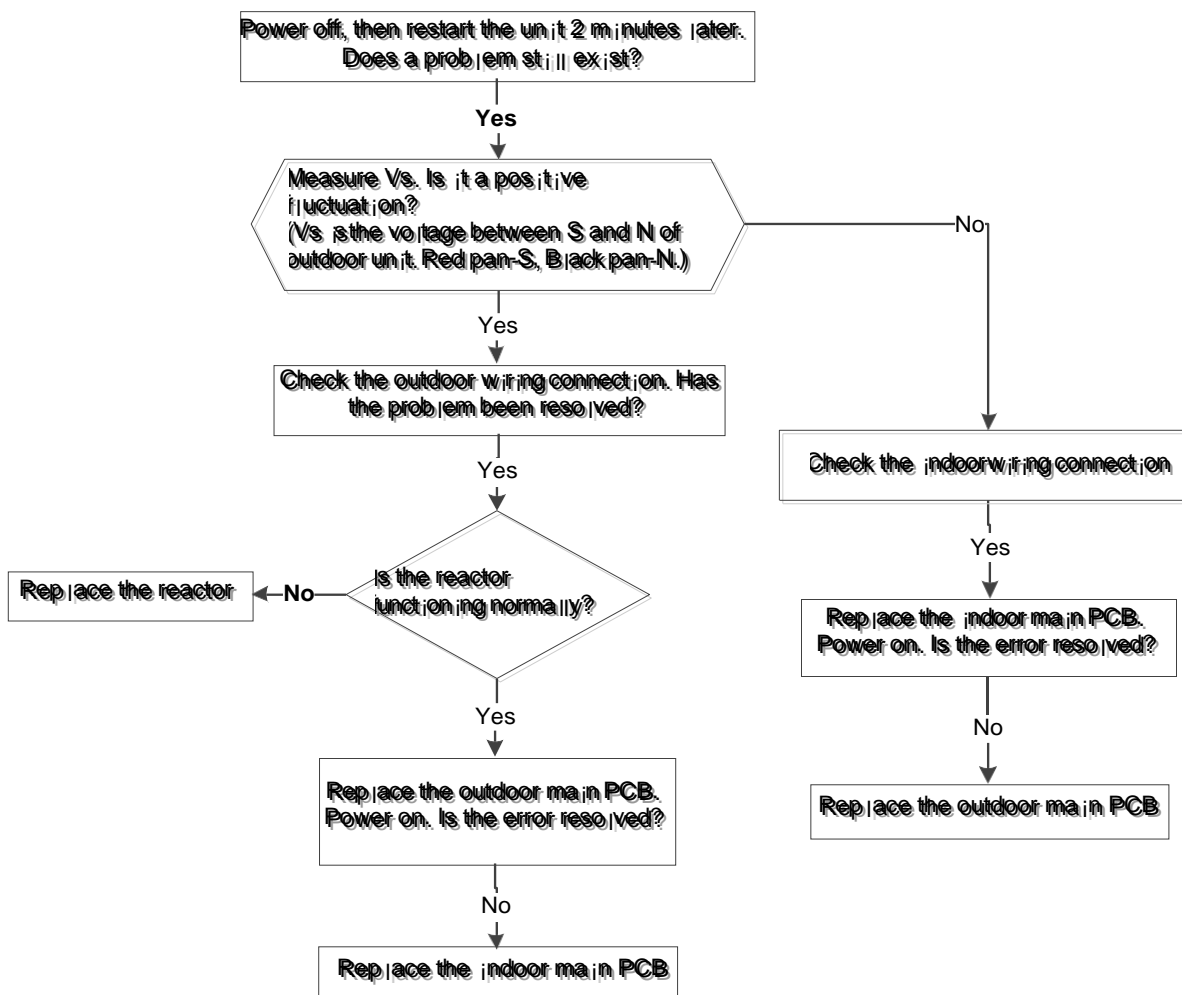 Power off, then restart the unit 2 minutes later.
Does a problem still exist?
Yes
Measure Vs. Is it a positive
fluctuation?
(Vs is the voltage between S and N of
outdoor unit. Red pan-S, Black pan-N.)
No
Yes
Check the outdoor wiring connection. Has
the problem been resolved?
Check the indoor wiring connection
Yes
Yes
Is the reactor
functioning normally?
No
Replace the reactor
Replace the indoor main PCB.
Power on. Is the error resolved?
Yes
No
Replace the outdoor main PCB.
Power on. Is the error resolved?
Replace the outdoor main PCB
No
Replace the indoor main PCB